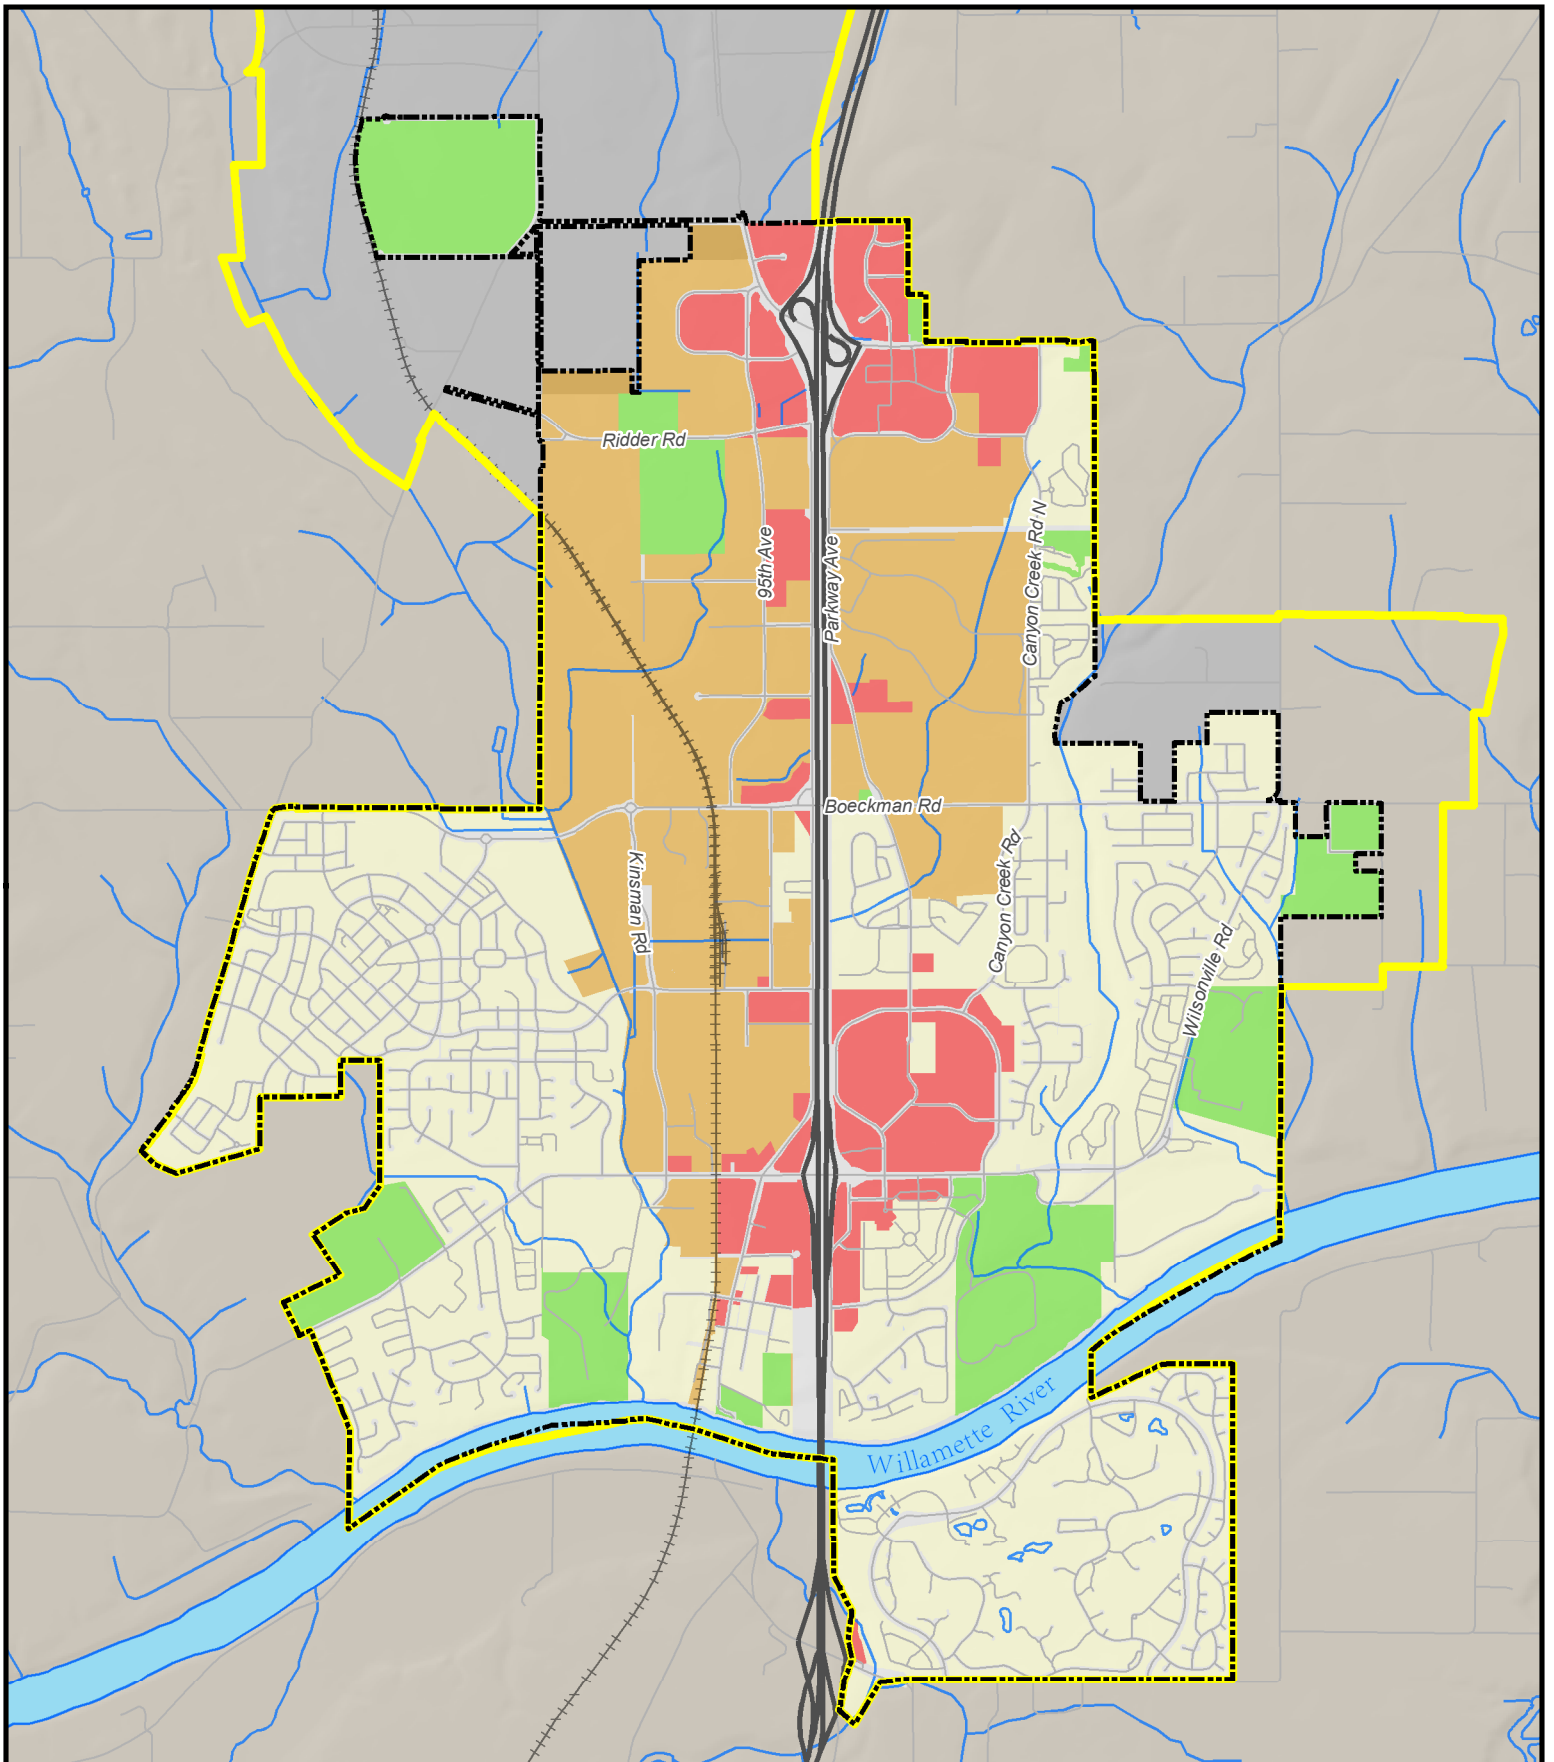 Ridder Rd
95th Ave
Parkway Ave
Canyon Creek Rd N
Boeckman Rd
Kinsman Rd
Canyon Creek Rd
Wilsonville Rd
Willamette River